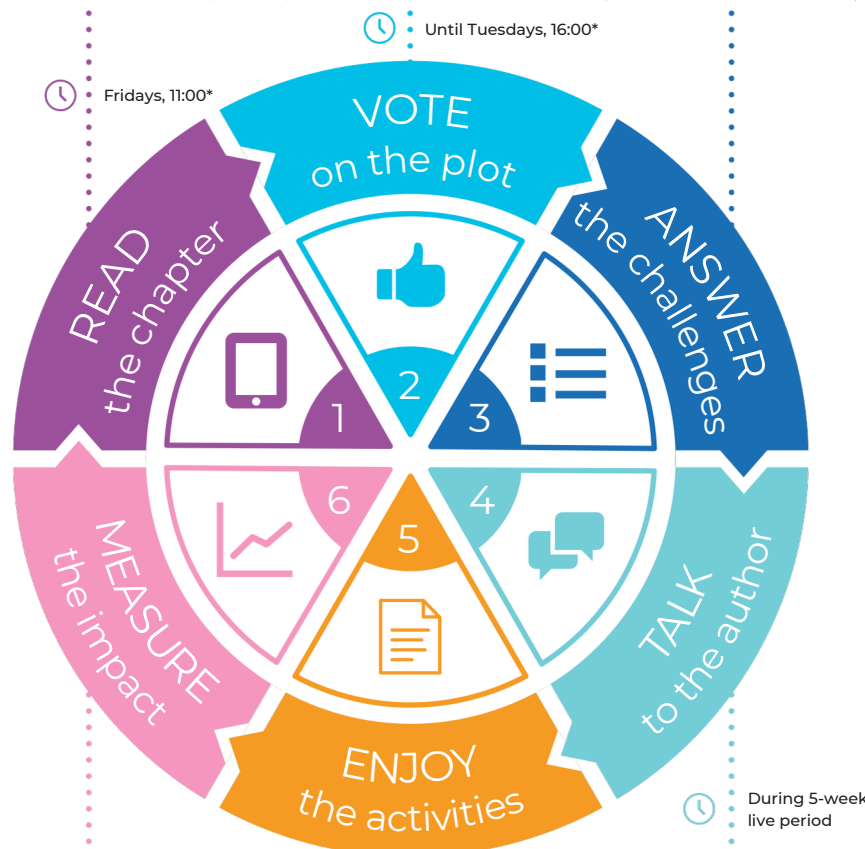 Until Tuesdays, 16:00*
Fridays, 11:00*
VOTE
on the plot
READ
the chapter
ANSWER
the challenges
1
2
3
4
5
6
MEASURE
the impact
TALK
to the author
ENJOY
the activities
During 5-week
live period